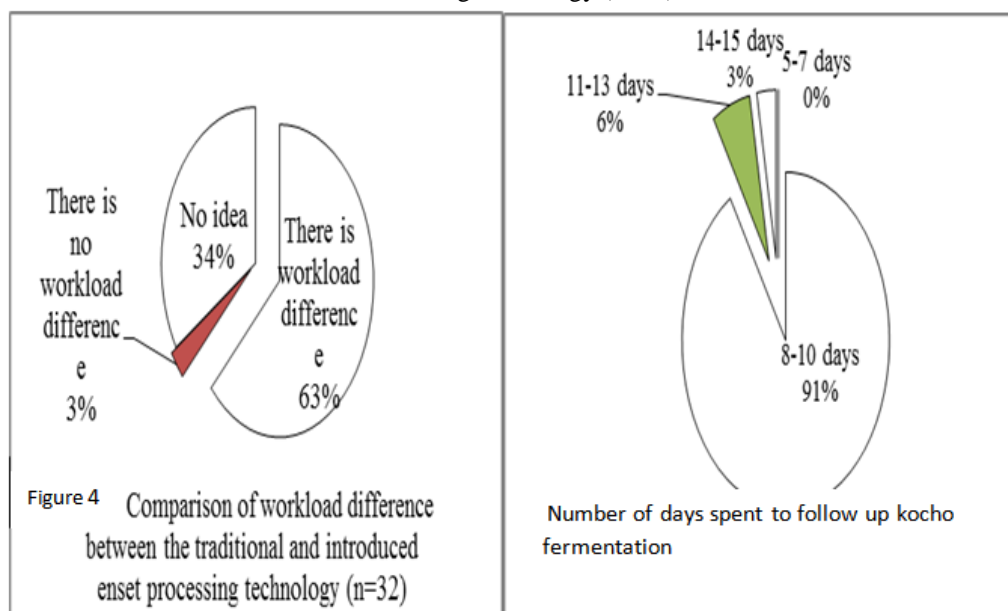 There is
no
workload
differenc
e
3%
No idea
34%
There is
workload
differenc
e
63%
Figure 4 Comparison of workload difference
between the traditional and introduced
enset processing technology (n=32)
14-15 days
3%
5-7 days
0%
11-13 days
6%
8-10 days
91%
Number of days spent to follow up kocho
fermentation